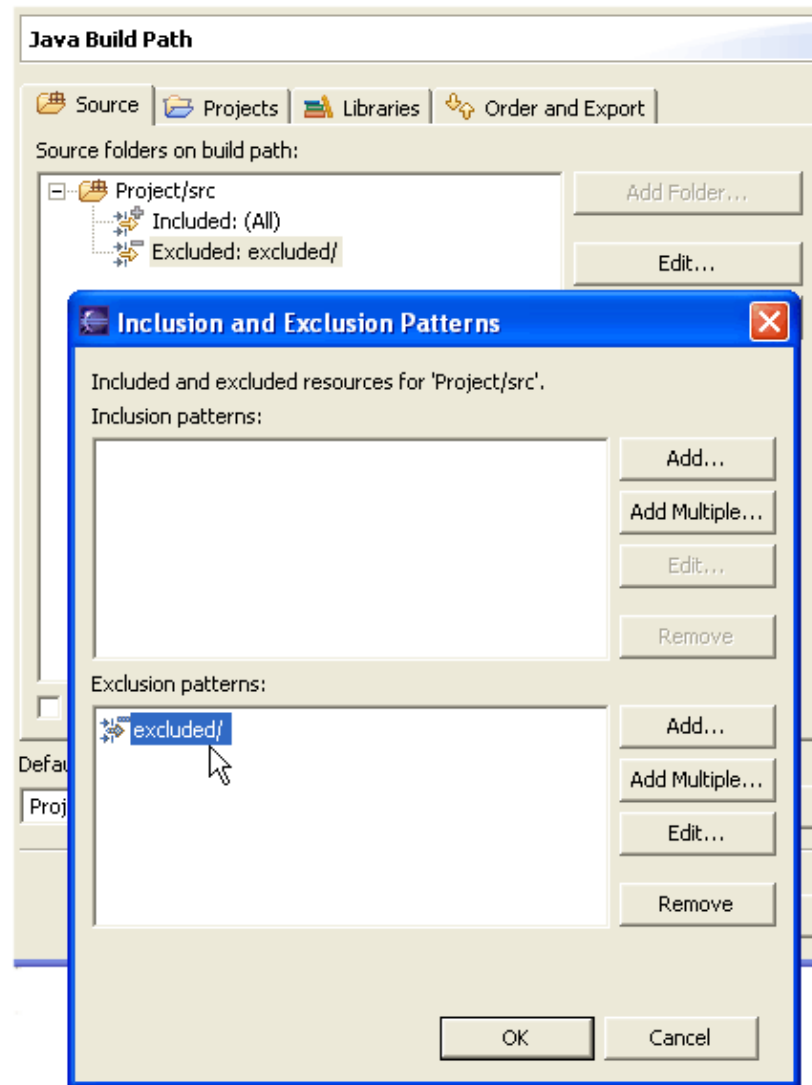 Java Build Path
Source Projects Libraries Order and Export
Source folders on build path:
Project/src
Add Folder...
Included: (All)
Excluded: excluded/
Edit...
Inclusion and Exclusion Patterns
Included and excluded resources for 'Project/src'.
Inclusion patterns:
Add...
Add Multiple...
Edit...
Remove
Exclusion patterns:
excluded/
Add...
Add Multiple...
Edit...
Remove
OK Cancel